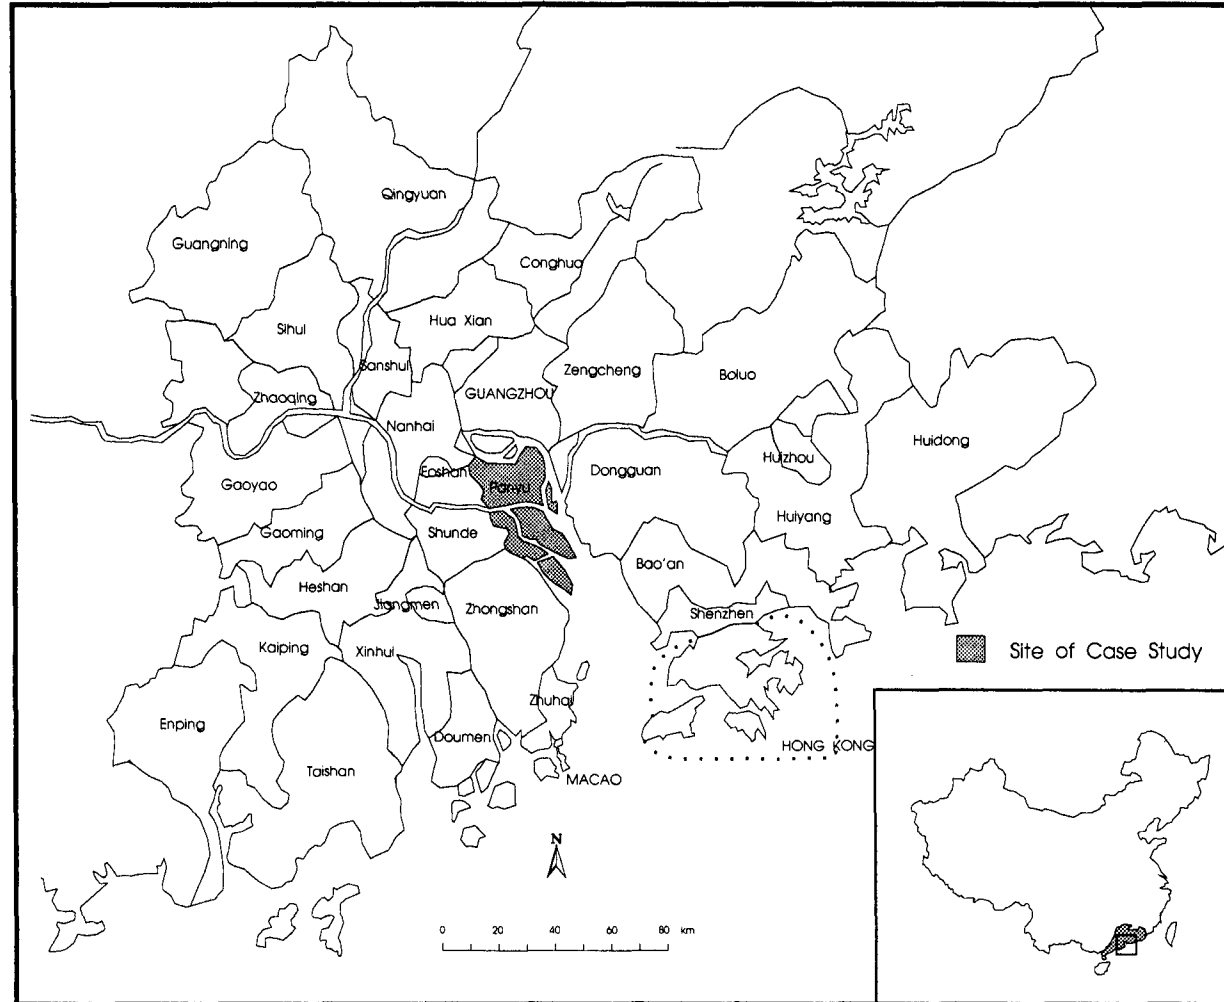 Qingyuan
Guangning
Conghua
Sihui
Hua Xian
Sanshui
Zengcheng
Boluo
Zhaoqing
GUANGZHOU
Nanhai
Huidong
Huizhou
Foshan
Dongguan
Gaoyao
Panyu
Huiyang
Gaoming
Shunde
Bao'an
Heshan
Jiangmen
Zhongshan
Shenzhen
Kaiping
Xinhui
Site of Case Study
Zhuhai
Enping
Doumen
HONG KONG
Taishan
MACAO
N
0 20 40 60 80 km